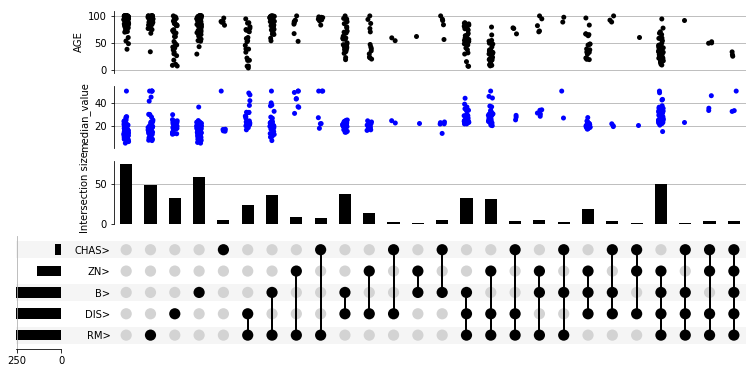 100
50
0
AGE
40
20
median_value
50
0
Intersection size
CHAS>
ZN>
B>
DIS>
RM>
250
0